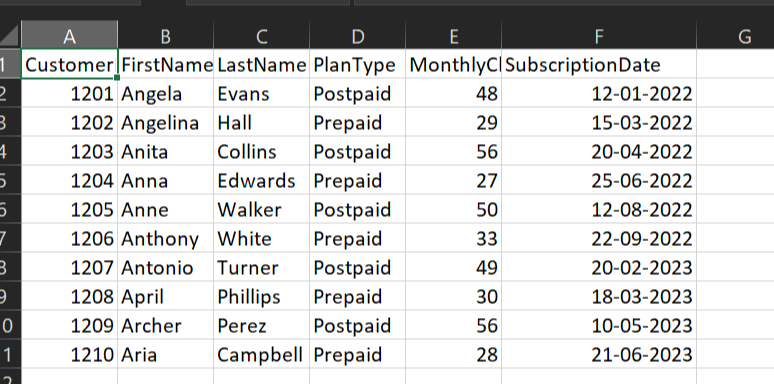 A B C D E F G
1 Customer FirstName LastName PlanType MonthlyCl SubscriptionDate
2 1201 Angela Evans Postpaid 48 12-01-2022
3 1202 Angelina Hall Prepaid 29 15-03-2022
4 1203 Anita Collins Postpaid 56 20-04-2022
5 1204 Anna Edwards Prepaid 27 25-06-2022
6 1205 Anne Walker Postpaid 50 12-08-2022
7 1206 Anthony White Prepaid 33 22-09-2022
8 1207 Antonio Turner Postpaid 49 20-02-2023
9 1208 April Phillips Prepaid 30 18-03-2023
0 1209 Archer Perez Postpaid 56 10-05-2023
1 1210 Aria Campbell Prepaid 28 21-06-2023
2